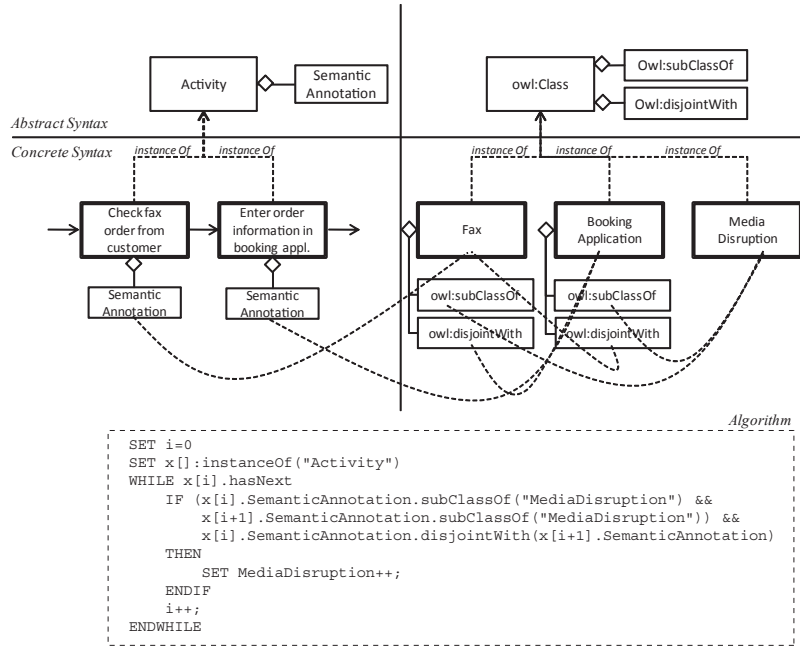 Activity
Semantic
Annotation
owl:Class
Owl:subClassOf
Owl:disjointWith
Abstract Syntax
Concrete Syntax
instance Of
instance Of
instance Of
instance Of
instance Of
Check fax
order from
customer
Enter order
information in
booking appl.
Fax
Booking
Application
Media
Disruption
Semantic
Annotation
Semantic
Annotation
owl:subClassOf
owl:disjointWith
owl:subClassOf
owl:disjointWith
Algorithm
SET i=0
SET x[]:instanceOf("Activity")
WHILE x[i].hasNext
IF (x[i].SemanticAnnotation.subClassOf("MediaDisruption") &&
x[i+1].SemanticAnnotation.subClassOf("MediaDisruption")) &&
x[i].SemanticAnnotation.disjointWith(x[i+1].SemanticAnnotation)
THEN
SET MediaDisruption++;
ENDIF
i++;
ENDWHILE